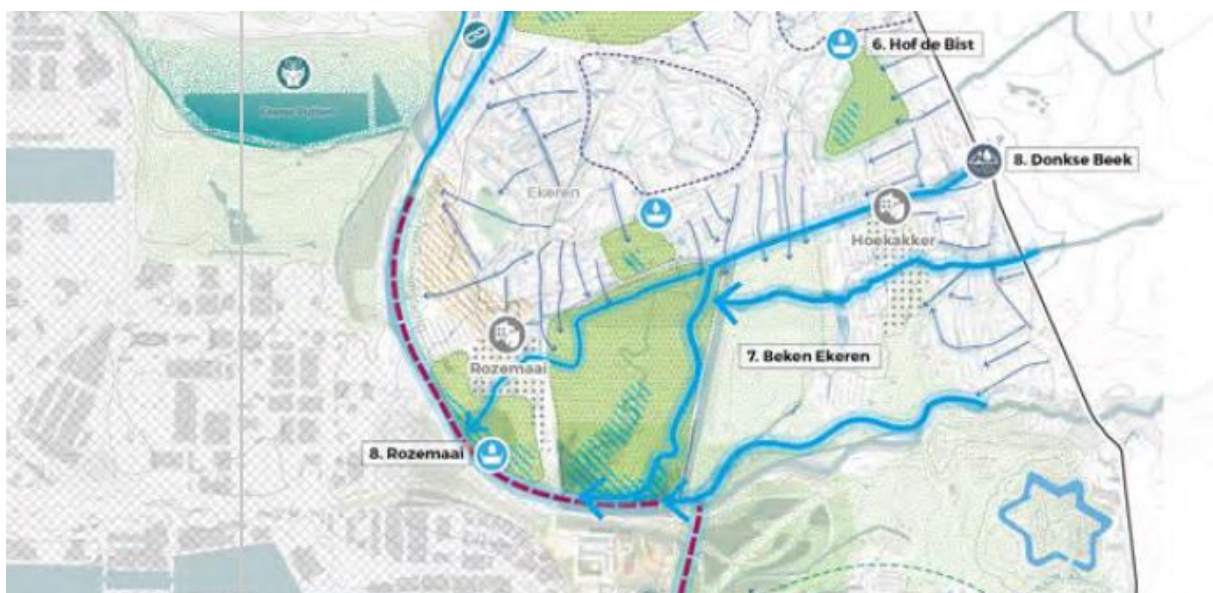 6. Hof de Bist
8. Donkse Beek
Ekeren
Hoekakker
7. Beken Ekeren
Rozemaai
8. Rozemaai